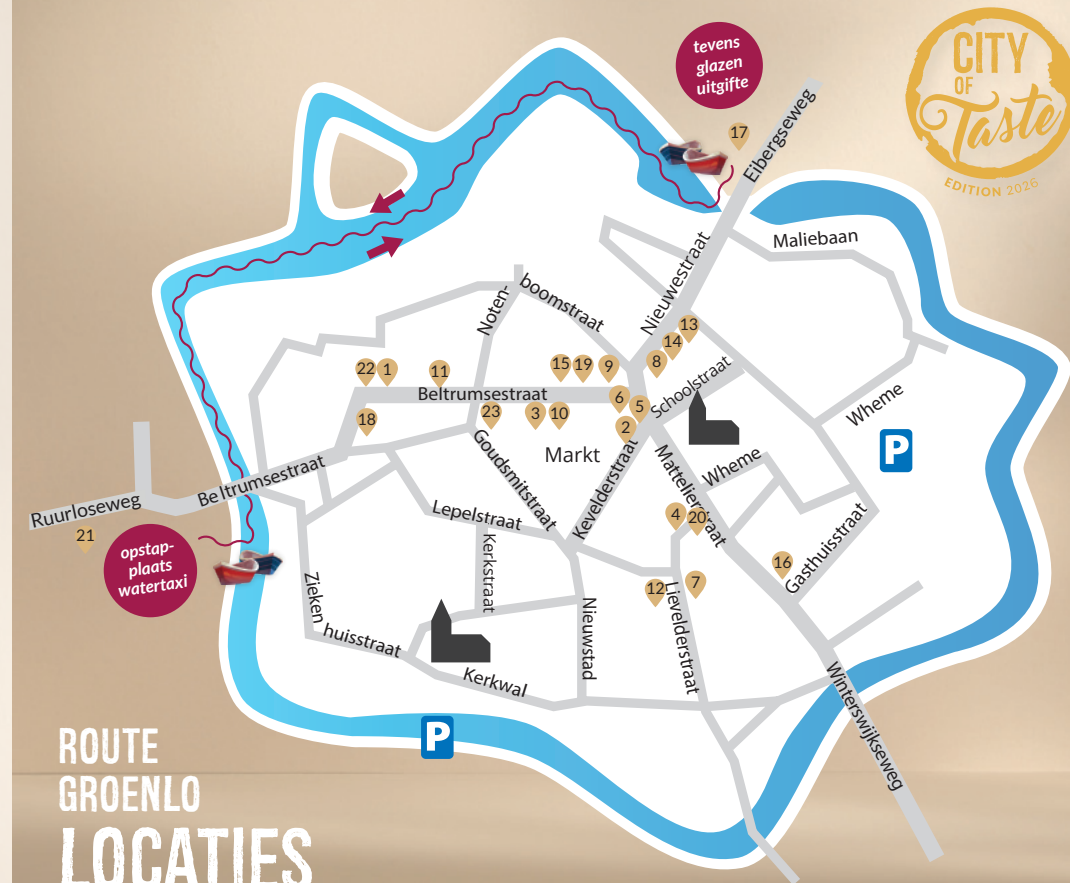 CITY
OF
Taste
EDITION 2026
tevens
glazen
uitgifte
17
Eibergseweg
Maliebaan
Nieuwestraat
Noten-
boomstraat
13
14
8
15
19
9
22
1
11
Beltrumsestraat
6
5
Schoolstraat
Wheme
P
18
23
3
10
2
Markt
Goudsmitstraat
Kevelderstraat
Mattelierstraat
Wheme
Beltrumsestraat
Ruurloseweg
21
opstap-
plaats
watertaxi
Lepelstraat
Kerkstraat
4
20
16
Gasthuisstraat
12
7
Lievelderstraat
Zieken
huisstraat
Nieuwstad
Kerkwal
Winterswijkseweg
P
ROUTE
GROENLO
LOCATIES